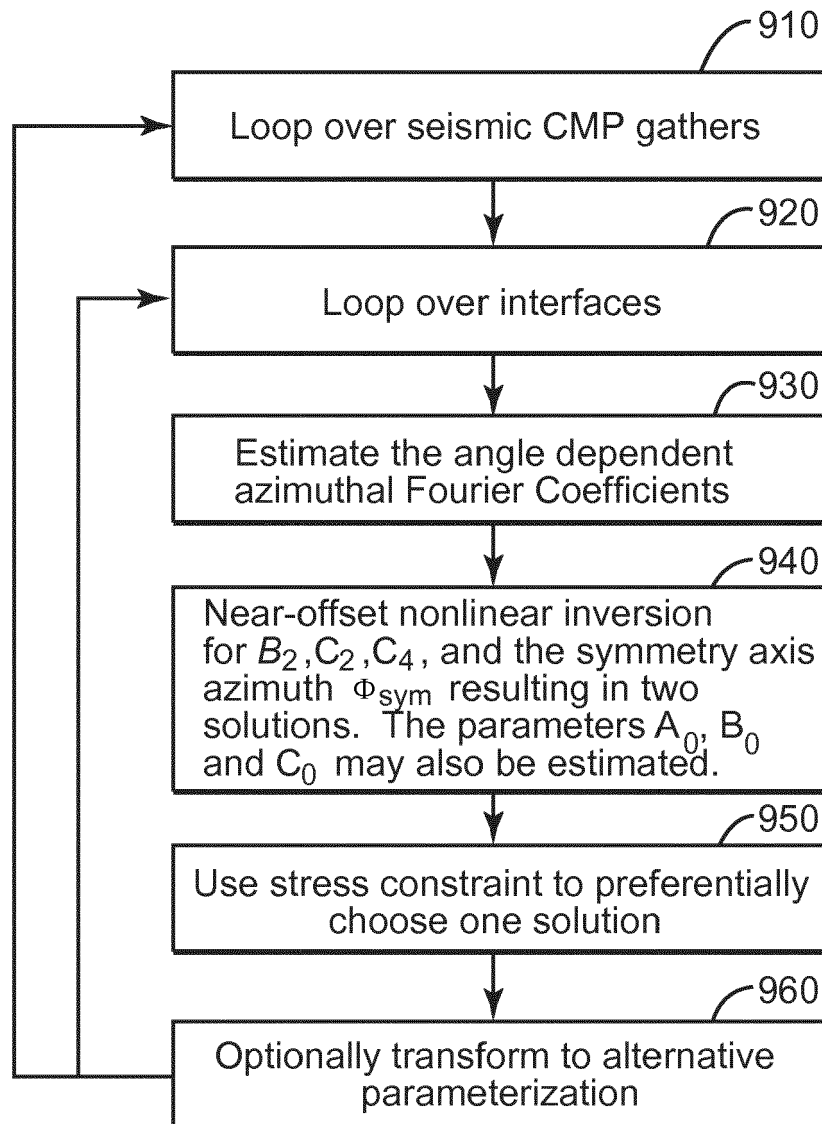 910
Loop over seismic CMP gathers
920
Loop over interfaces
930
Estimate the angle dependent
azimuthal Fourier Coefficients
940
Near-offset nonlinear inversion
for B2,C2,C4, and the symmetry axis
azimuth Φsym resulting in two
solutions. The parameters A0, B0
and C0 may also be estimated.
950
Use stress constraint to preferentially
choose one solution
960
Optionally transform to alternative
parameterization